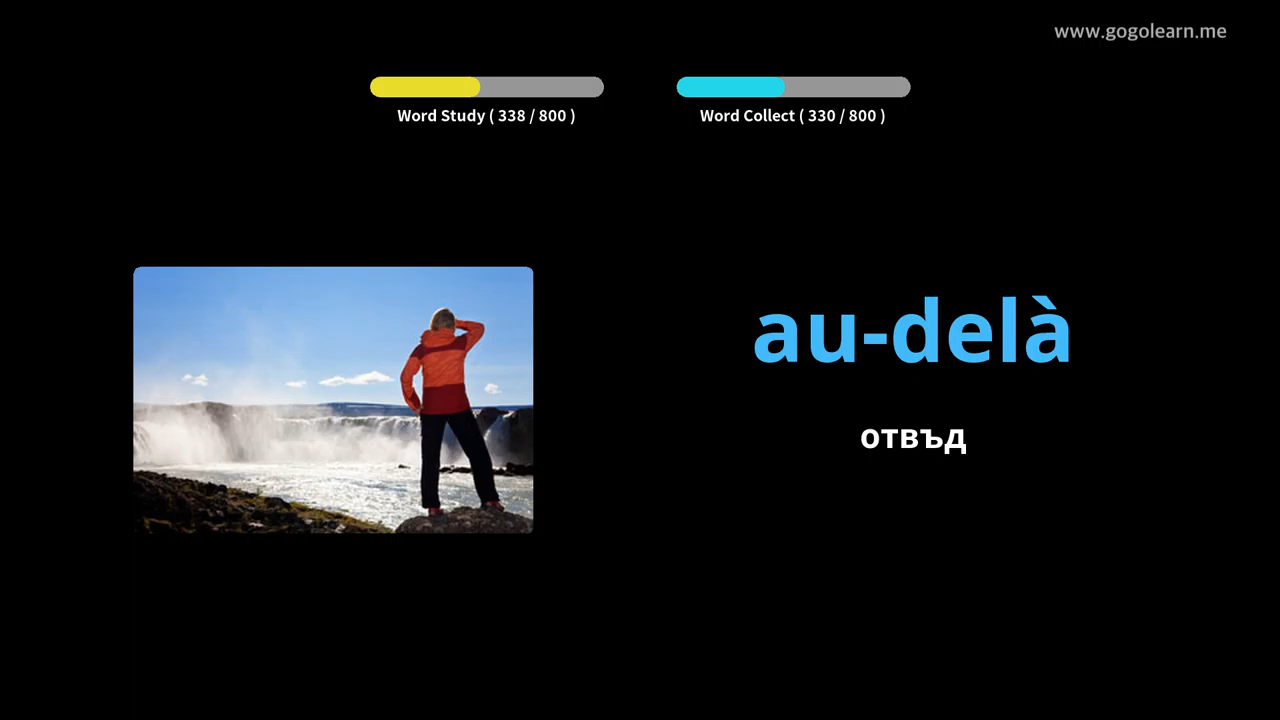 www.gogolearn.me
Word Study ( 338 / 800 )
Word Collect ( 330 / 800 )
au-delà
отвъд